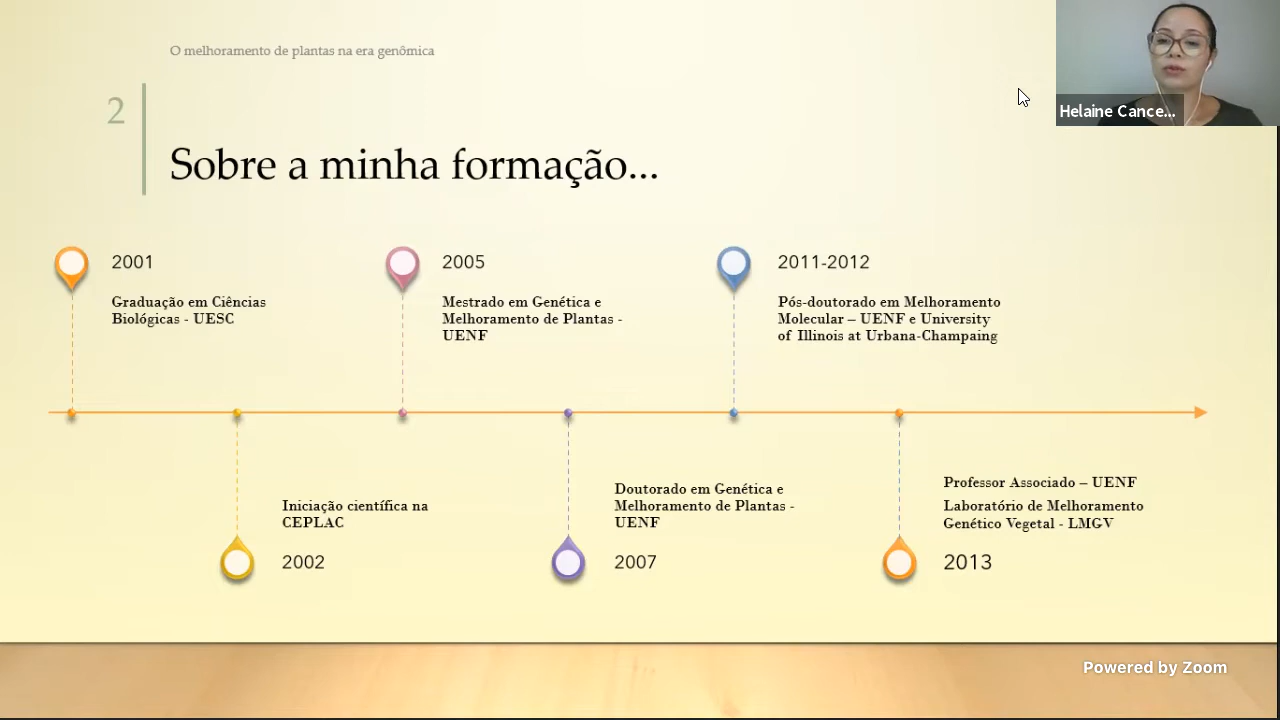 O melhoramento de plantas na era genômica
2
Sobre a minha formação...
Helaine Cance...
2001
Graduação em Ciências
Biológicas - UESC
2005
Mestrado em Genética e
Melhoramento de Plantas -
UENF
2011-2012
Pós-doutorado em Melhoramento
Molecular – UENF e University
of Illinois at Urbana-Champaing
Iniciação científica na
CEPLAC
2002
Doutorado em Genética e
Melhoramento de Plantas -
UENF
2007
Professor Associado – UENF
Laboratório de Melhoramento
Genético Vegetal - LMGV
2013
Powered by Zoom